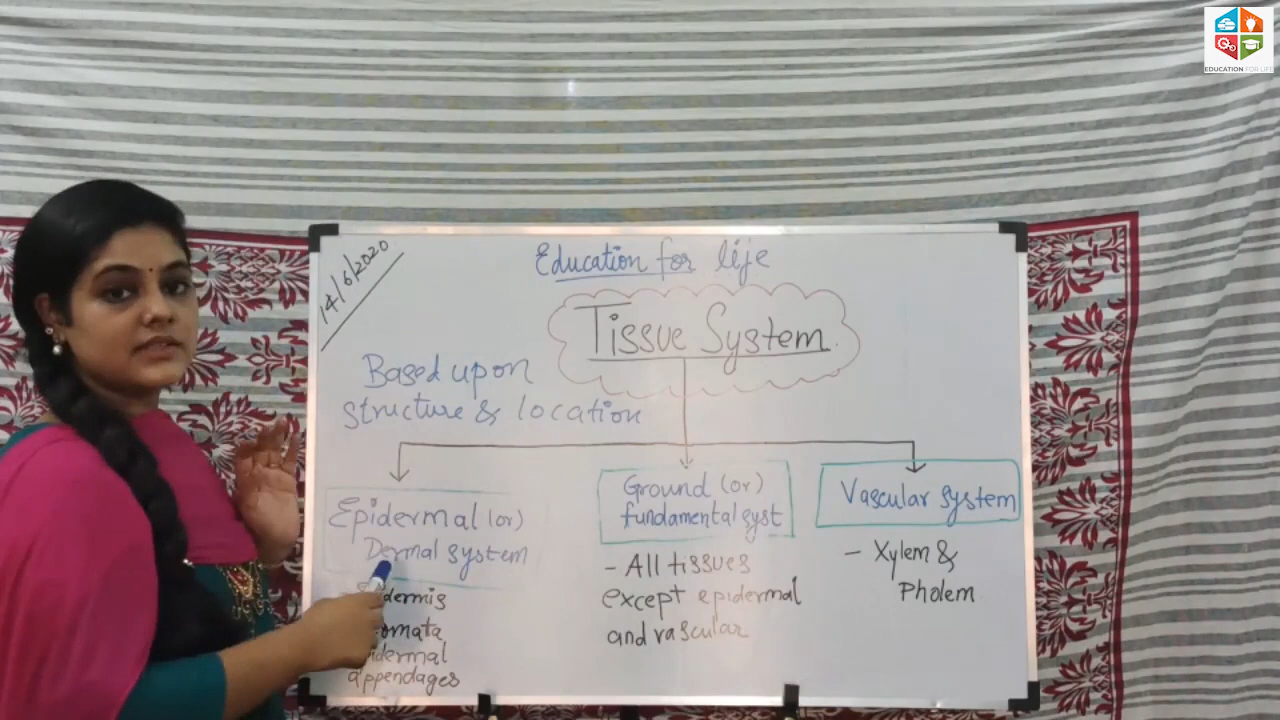 EDUCATION FOR LIFE
14/6/2020
Education for life
Tissue System
Based upon
structure & location
Epidermal (or)
Dermal system
dermis
omata
idermal
appendages
Ground (or)
fundamental syst
- All tissues
except epidermal
and vascular
Vascular system
- Xylem &
Pholem